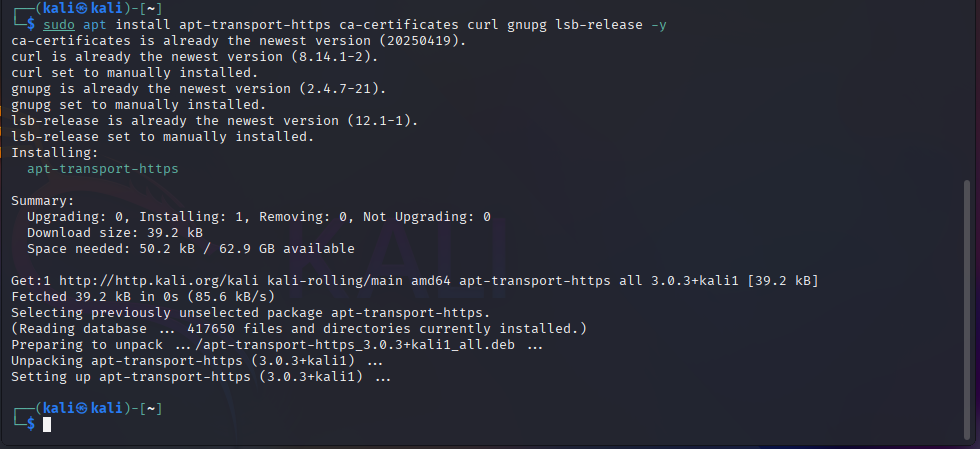 ┌──(kali㉿kali)-[~]
└─$ sudo apt install apt-transport-https ca-certificates curl gnupg lsb-release -y
ca-certificates is already the newest version (20250419).
curl is already the newest version (8.14.1-2).
curl set to manually installed.
gnupg is already the newest version (2.4.7-21).
gnupg set to manually installed.
lsb-release is already the newest version (12.1-1).
lsb-release set to manually installed.
Installing:
  apt-transport-https

Summary:
  Upgrading: 0, Installing: 1, Removing: 0, Not Upgrading: 0
  Download size: 39.2 kB
  Space needed: 50.2 kB / 62.9 GB available

Get:1 http://http.kali.org/kali kali-rolling/main amd64 apt-transport-https all 3.0.3+kali1 [39.2 kB]
Fetched 39.2 kB in 0s (85.6 kB/s)
Selecting previously unselected package apt-transport-https.
(Reading database ... 417650 files and directories currently installed.)
Preparing to unpack .../apt-transport-https_3.0.3+kali1_all.deb ...
Unpacking apt-transport-https (3.0.3+kali1) ...
Setting up apt-transport-https (3.0.3+kali1) ...

┌──(kali㉿kali)-[~]
└─$
KALI